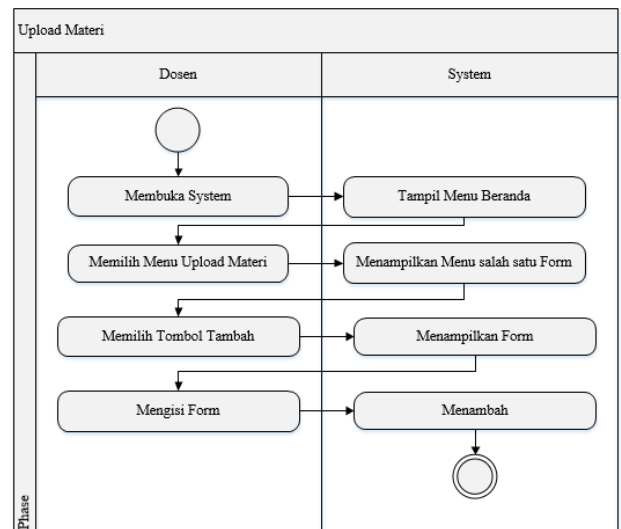 Upload Materi
Dosen
System
Membuka System
Tampil Menu Beranda
Memilih Menu Upload Materi
Menampilkan Menu salah satu Form
Memilih Tombol Tambah
Menampilkan Form
Mengisi Form
Menambah
Phase